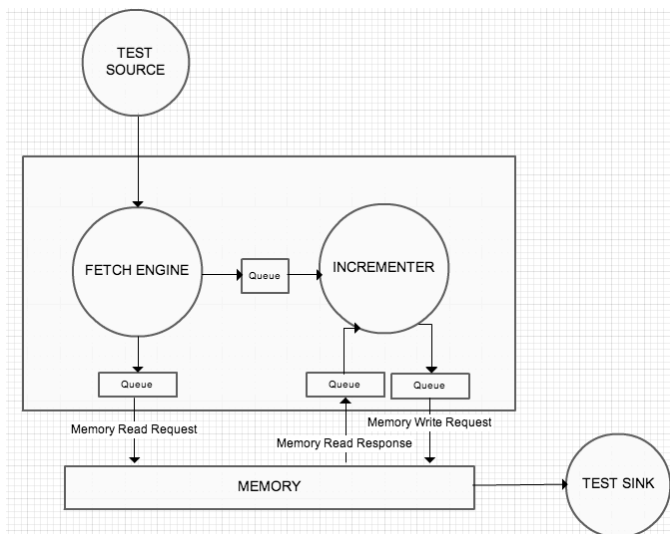 TEST
SOURCE
FETCH ENGINE
Queue
INCREMENTER
Queue
Queue
Queue
Memory Read Request
Memory Read Response
Memory Write Request
MEMORY
TEST SINK